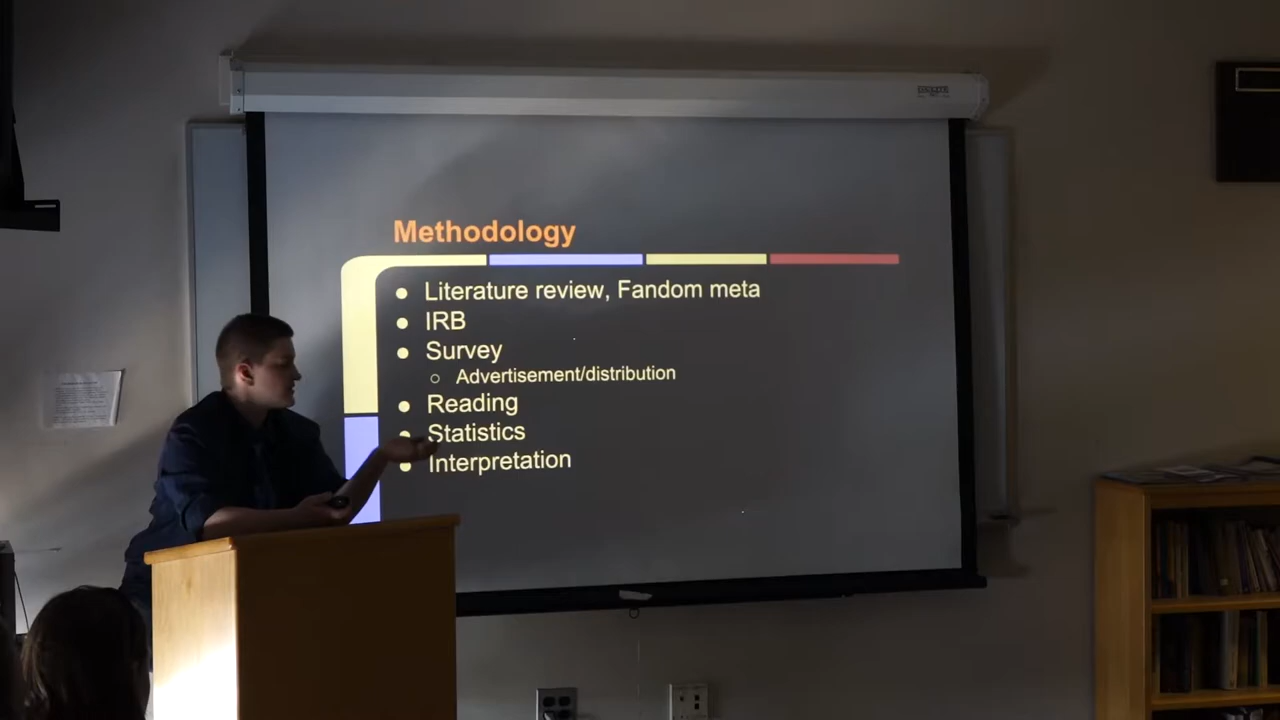 Methodology
● Literature review, Fandom meta
● IRB
● Survey
○ Advertisement/distribution
● Reading
● Statistics
● Interpretation